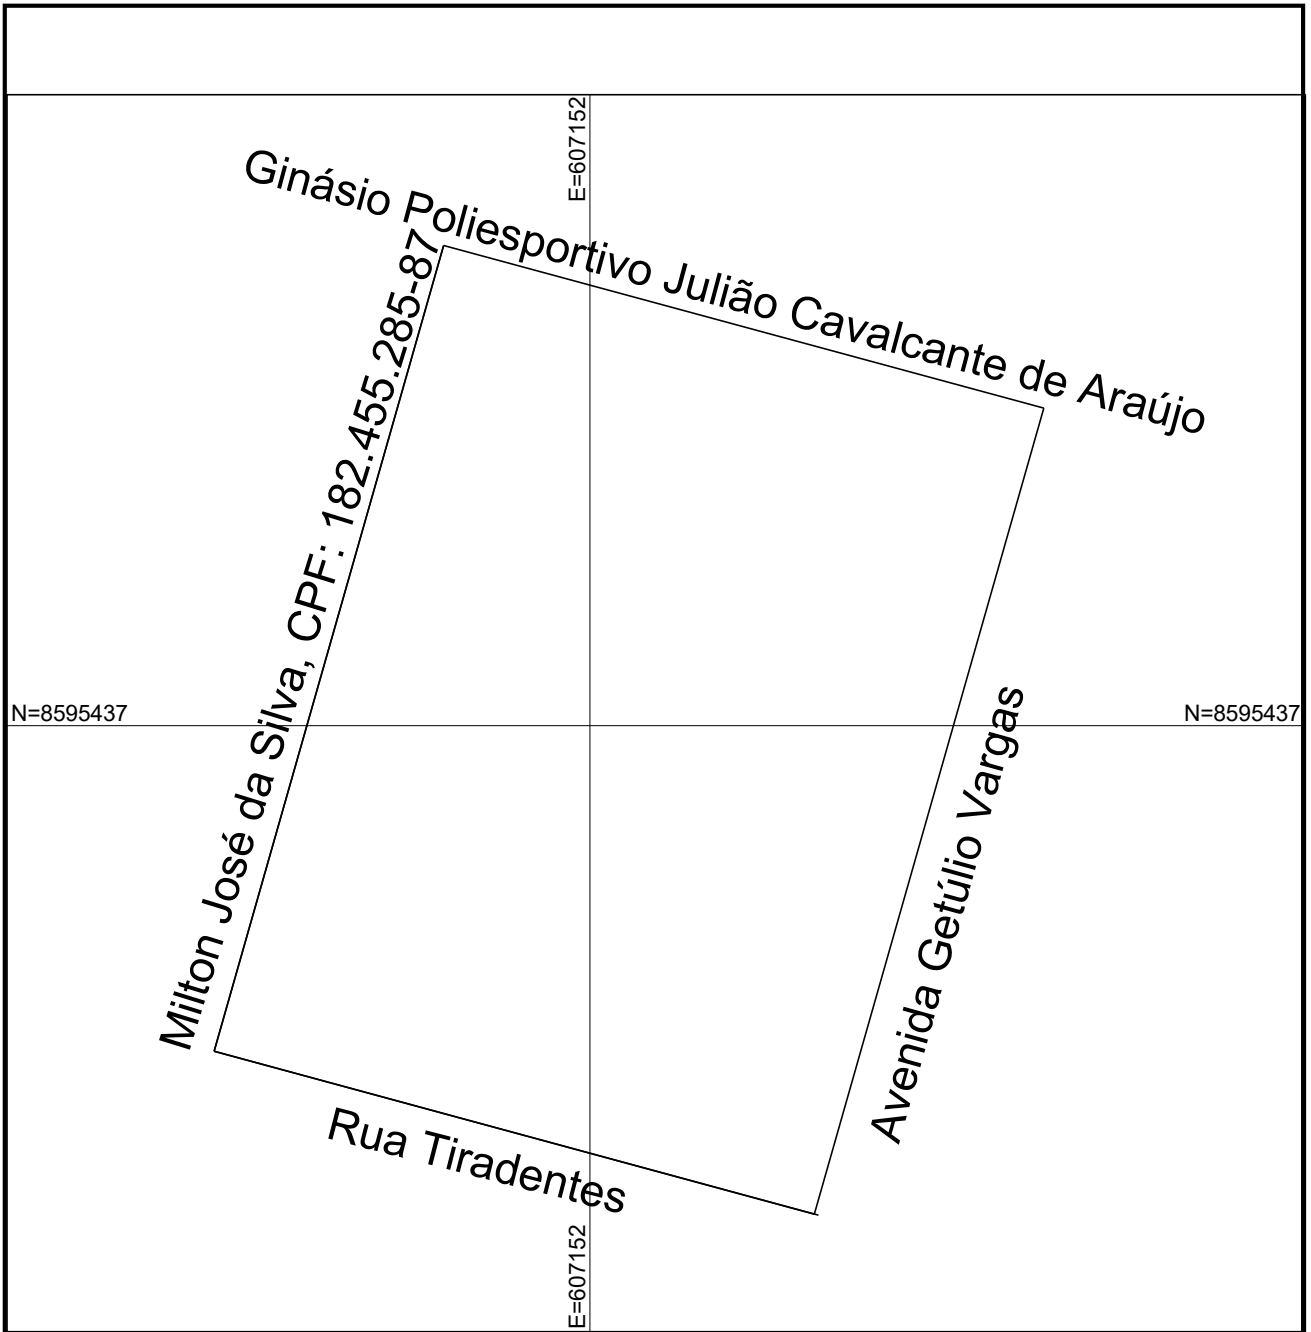 E=607152
Ginásio Poliesportivo Julião Cavalcante de Araújo
Milton José da Silva, CPF: 182.455.285-87
N=8595437
N=8595437
Avenida Getúlio Vargas
Rua Tiradentes
E=607152